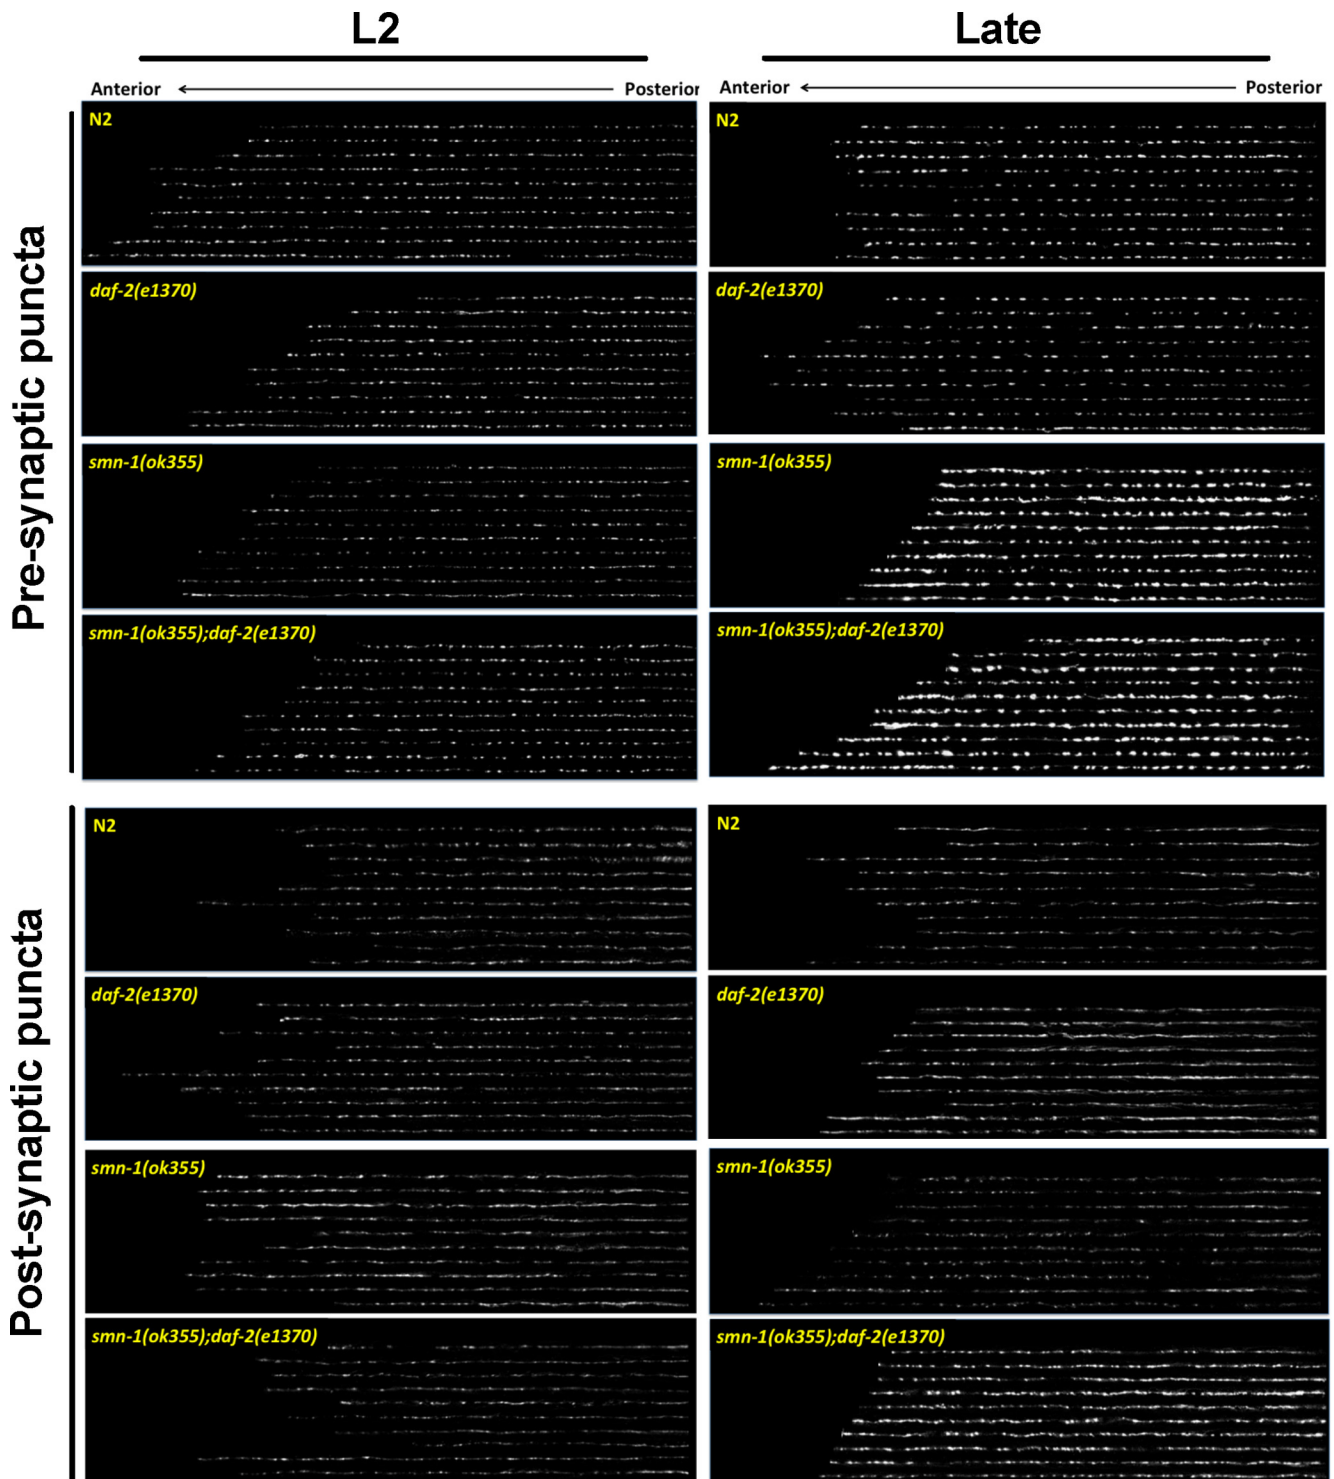 L2
Late
Anterior
Posterior
Anterior
Posterior
Pre-synaptic puncta
N2
N2
daf-2(e1370)
daf-2(e1370)
smn-1(ok355)
smn-1(ok355)
smn-1(ok355);daf-2(e1370)
smn-1(ok355);daf-2(e1370)
Post-synaptic puncta
N2
N2
daf-2(e1370)
daf-2(e1370)
smn-1(ok355)
smn-1(ok355)
smn-1(ok355);daf-2(e1370)
smn-1(ok355);daf-2(e1370)